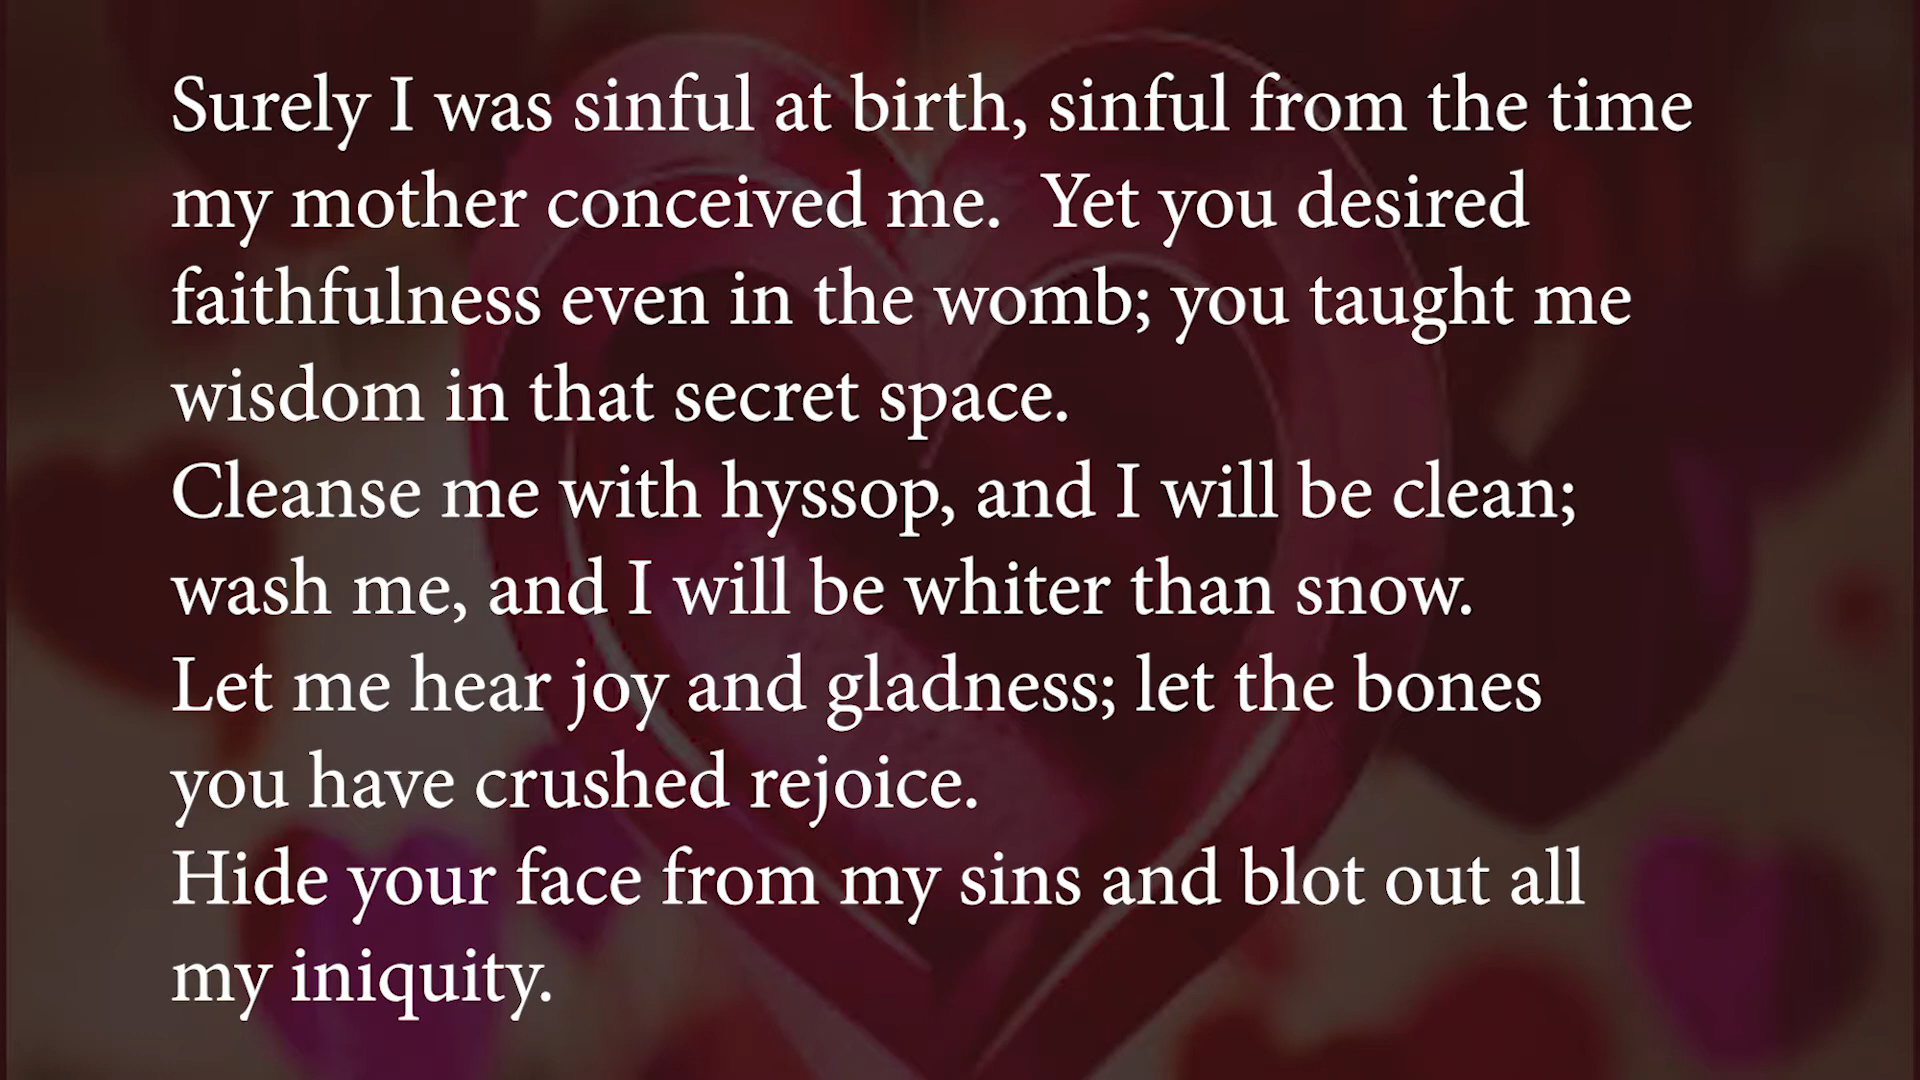 Surely I was sinful at birth, sinful from the time
my mother conceived me.  Yet you desired
faithfulness even in the womb; you taught me
wisdom in that secret space.
Cleanse me with hyssop, and I will be clean;
wash me, and I will be whiter than snow.
Let me hear joy and gladness; let the bones
you have crushed rejoice.
Hide your face from my sins and blot out all
my iniquity.